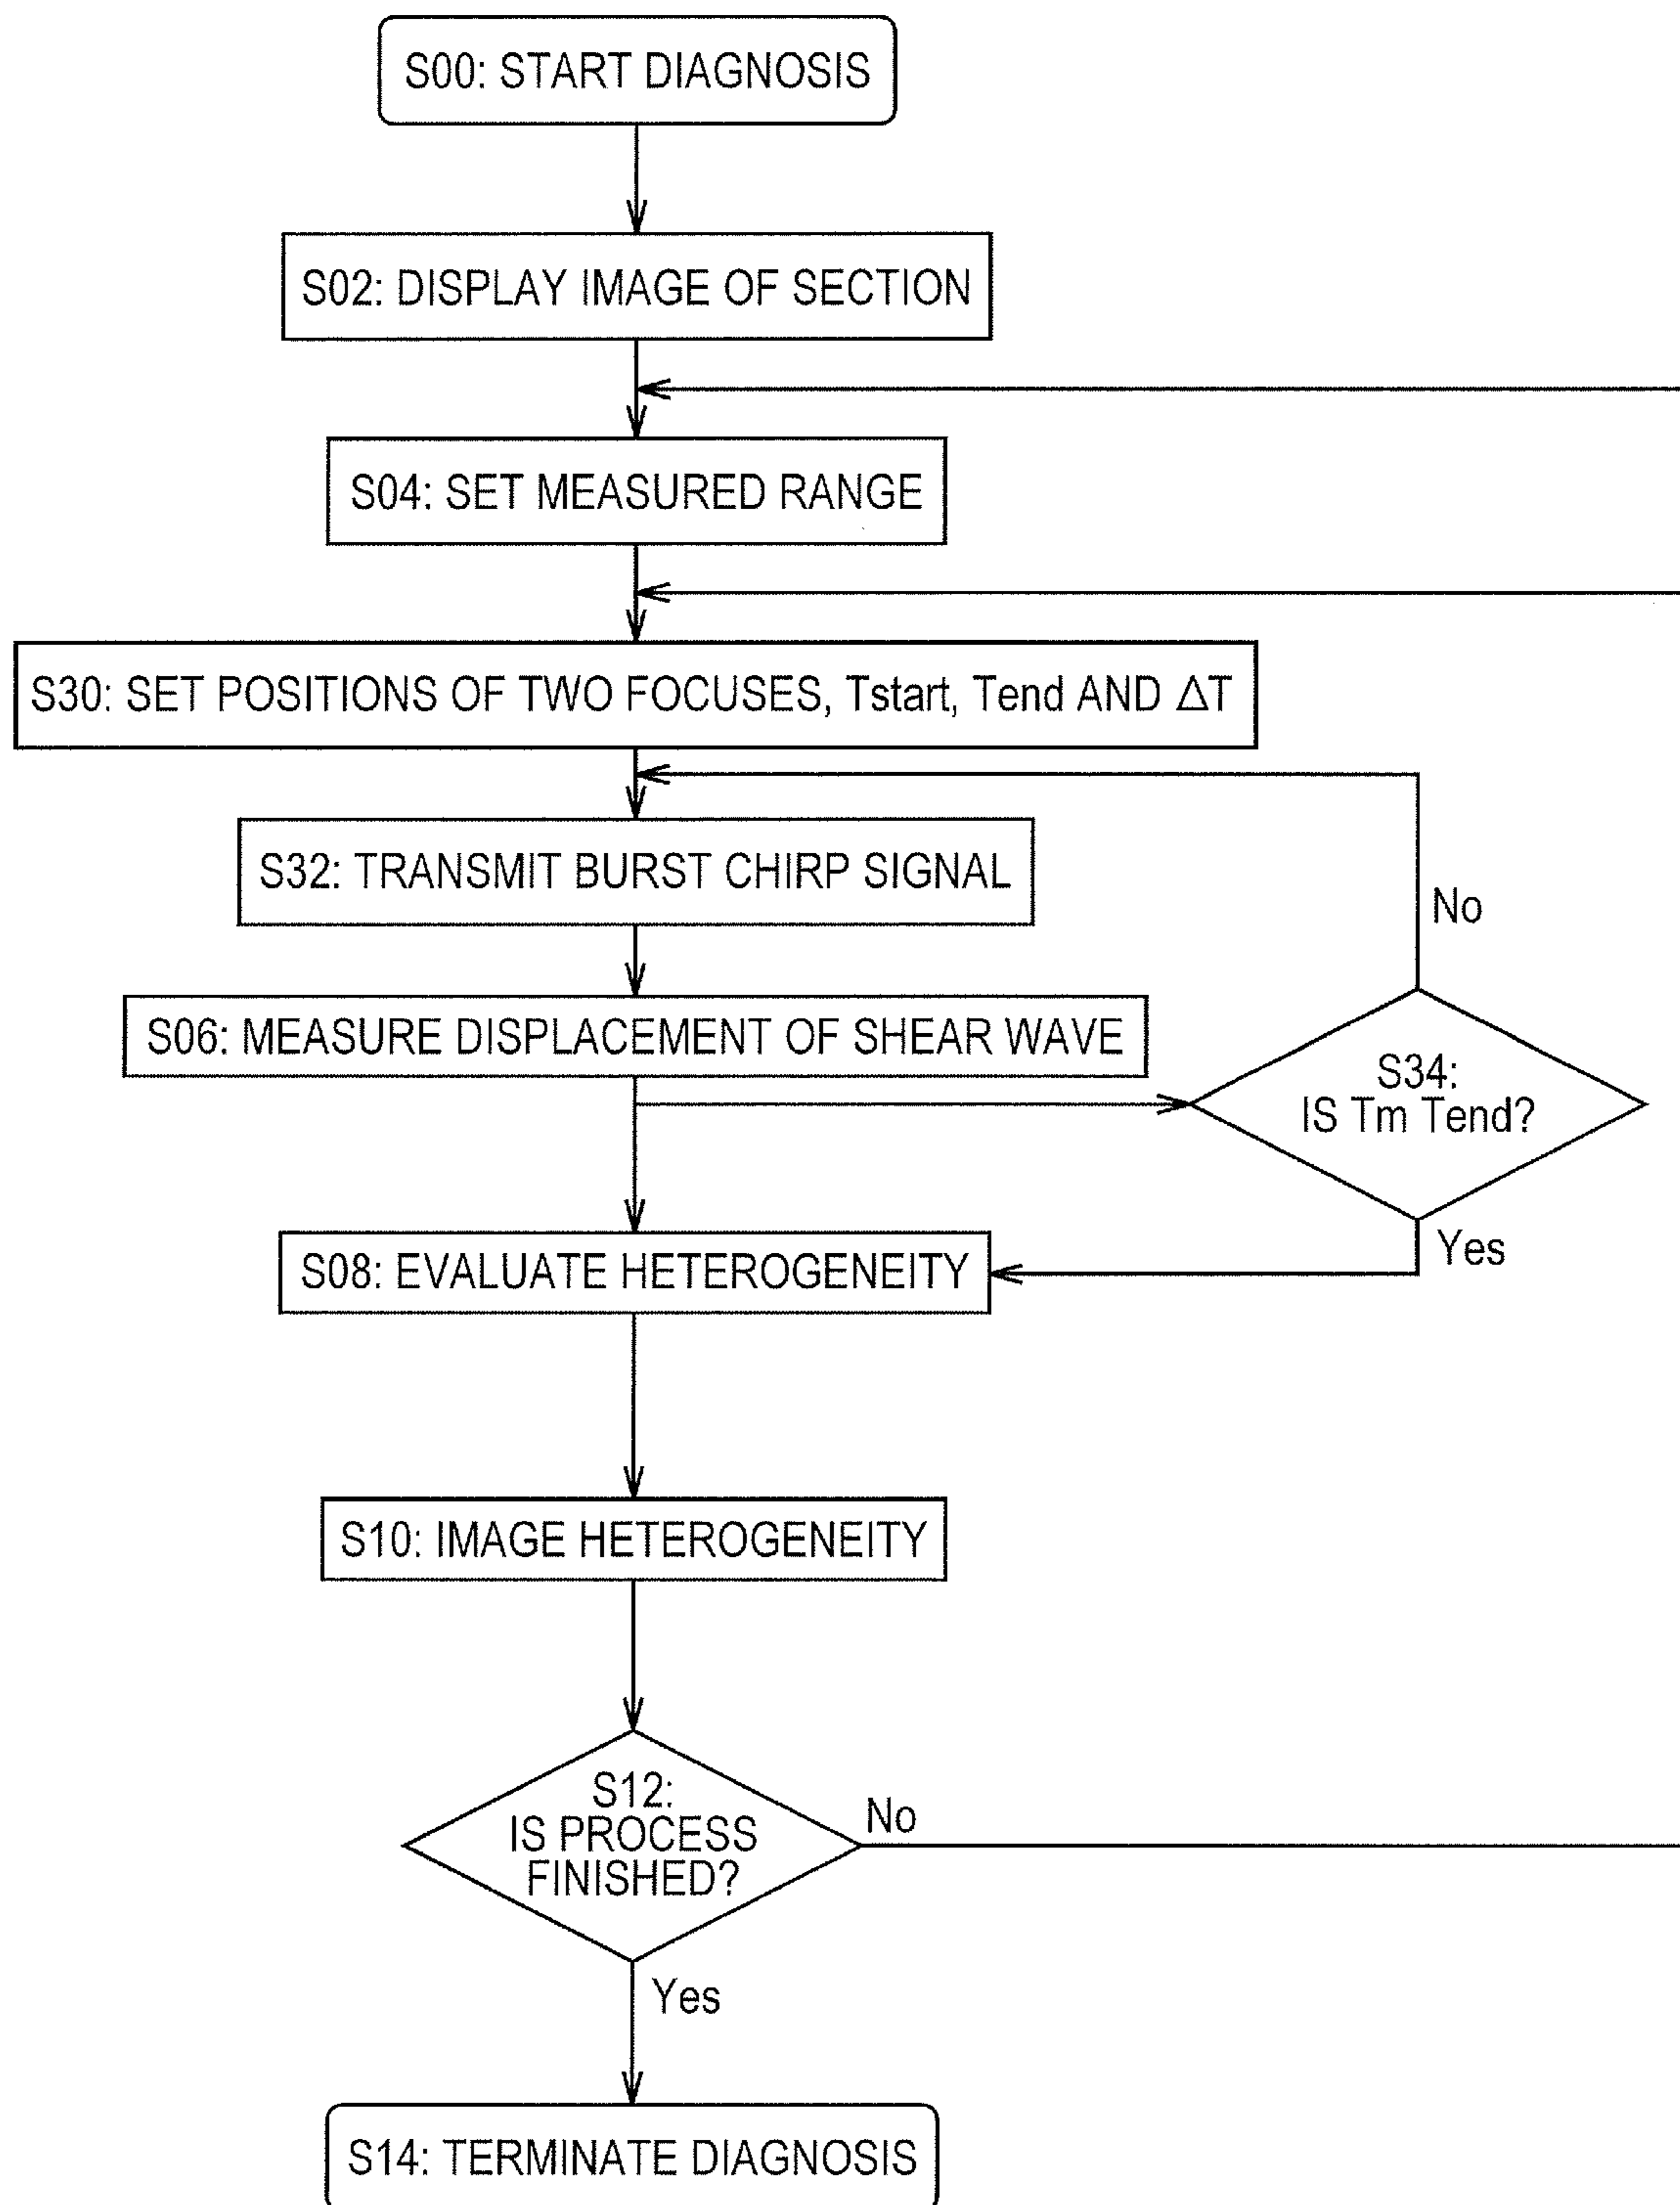 S00: START DIAGNOSIS
S02: DISPLAY IMAGE OF SECTION
S04: SET MEASURED RANGE
S30: SET POSITIONS OF TWO FOCUSES, Tstart, Tend AND ΔT
S32: TRANSMIT BURST CHIRP SIGNAL
No
S06: MEASURE DISPLACEMENT OF SHEAR WAVE
S34:
IS Tm Tend?
Yes
S08: EVALUATE HETEROGENEITY
S10: IMAGE HETEROGENEITY
S12:
IS PROCESS
FINISHED?
No
Yes
S14: TERMINATE DIAGNOSIS